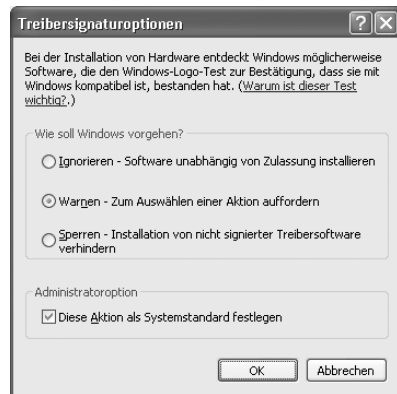 Treibersignaturoptionen
Bei der Installation von Hardware entdeckt Windows möglicherweise
Software, die den Windows-Logo-Test zur Bestätigung, dass sie mit
Windows kompatibel ist, bestanden hat. (Warum ist dieser Test
wichtig?.)
Wie soll Windows vorgehen?
Ignorieren - Software unabhängig von Zulassung installieren
Warnen - Zum Auswählen einer Aktion auffordern
Sperren - Installation von nicht signierter Treibersoftware
verhindern
Administratoroption
Diese Aktion als Systemstandard festlegen
OK Abbrechen